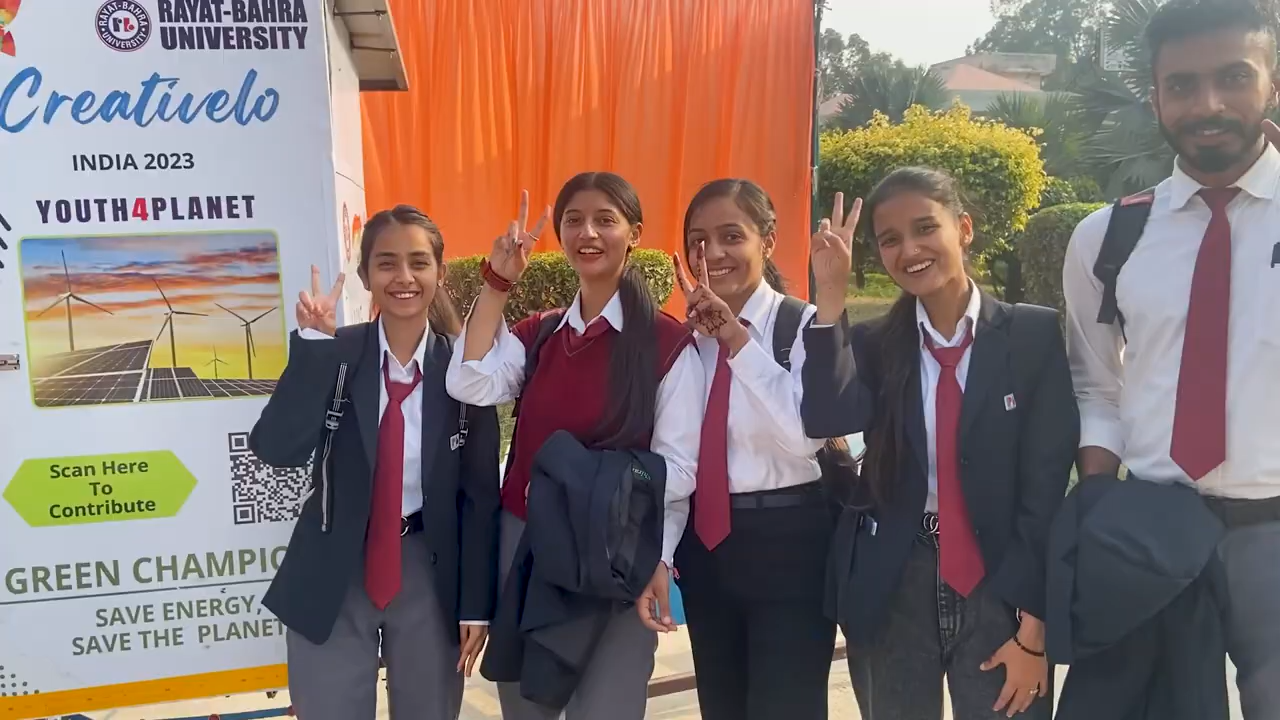 RAYAT-BAHRA
UNIVERSITY
Creativelo
INDIA 2023
YOUTH4PLANET
Scan Here
To
Contribute
GREEN CHAMPIO
SAVE ENERGY,
SAVE THE PLANET